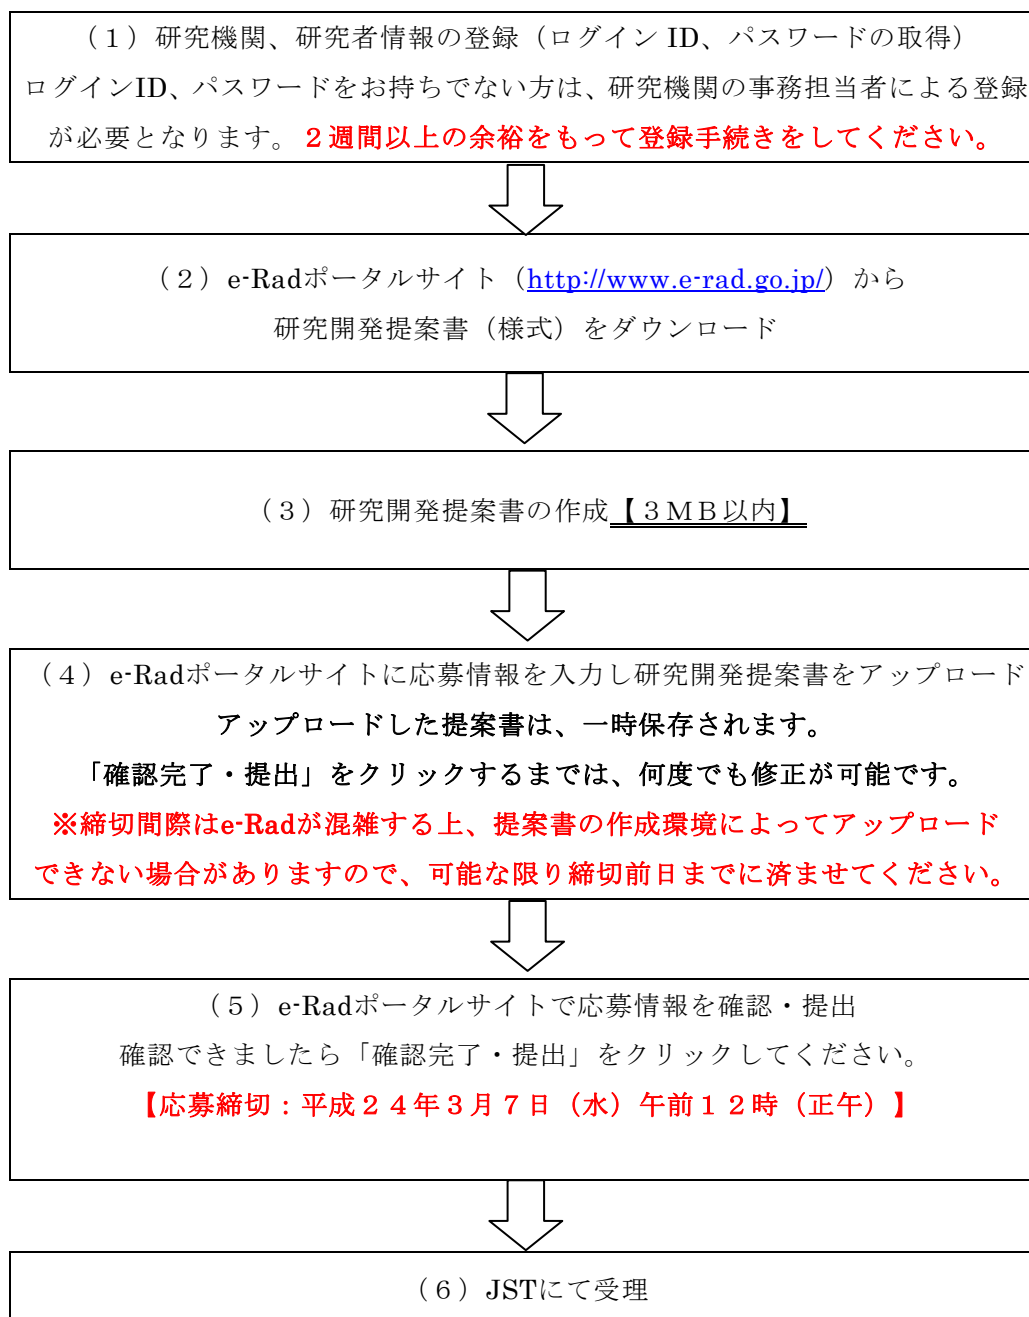 （１）研究機関、研究者情報の登録（ログイン ID、パスワードの取得）
ログインID、パスワードをお持ちでない方は、研究機関の事務担当者による登録
が必要となります。２週間以上の余裕をもって登録手続きをしてください。
（２）e-Radポータルサイト（http://www.e-rad.go.jp/）から
研究開発提案書（様式）をダウンロード
（３）研究開発提案書の作成【３ＭＢ以内】
（４）e-Radポータルサイトに応募情報を入力し研究開発提案書をアップロード
アップロードした提案書は、一時保存されます。
「確認完了・提出」をクリックするまでは、何度でも修正が可能です。
※締切間際はe-Radが混雑する上、提案書の作成環境によってアップロード
できない場合がありますので、可能な限り締切前日までに済ませてください。
（５）e-Radポータルサイトで応募情報を確認・提出
確認できましたら「確認完了・提出」をクリックしてください。
【応募締切：平成２４年３月７日（水）午前１２時（正午）】
（６）JSTにて受理